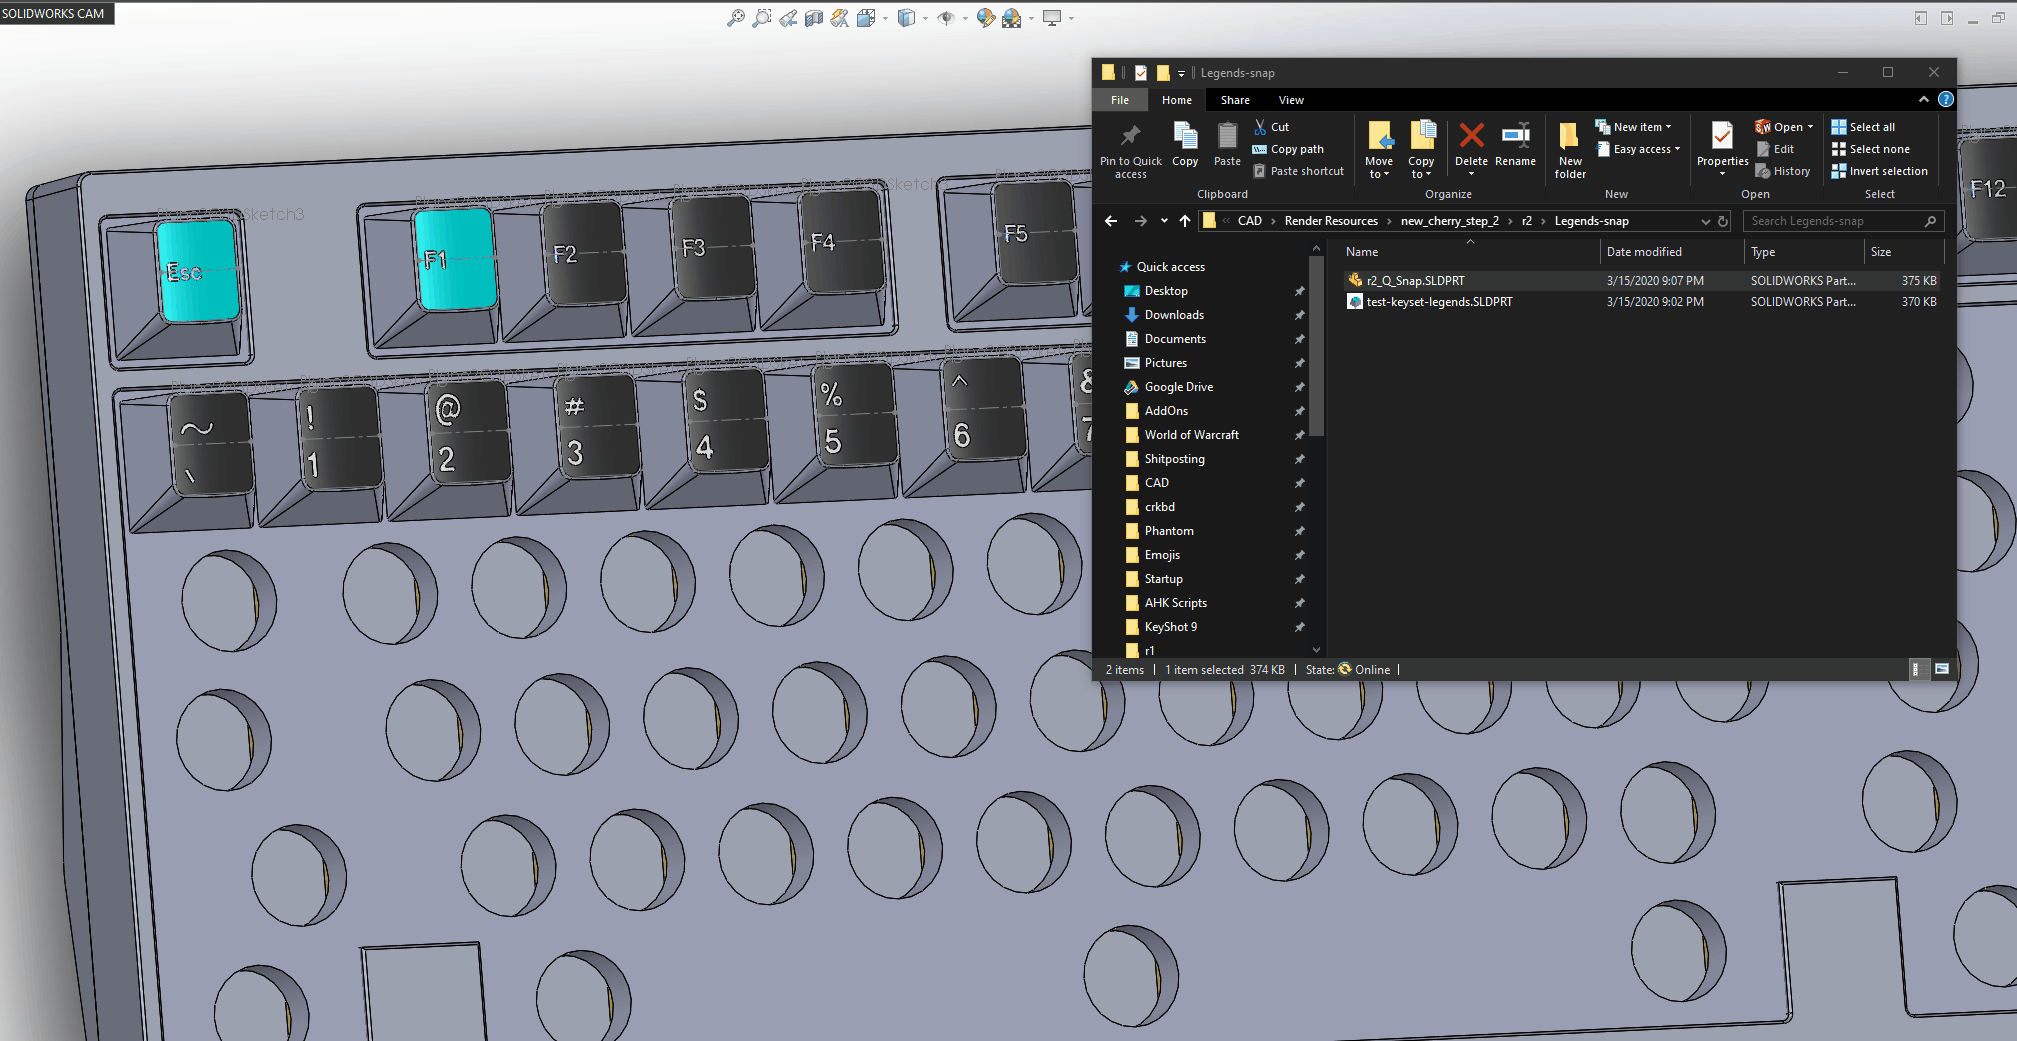 SOLIDWORKS CAM
Legends-snap
File Home Share View
Pin to Quick access
Copy
Paste
Cut
Copy path
Paste shortcut
Clipboard
Move to
Copy to
Delete
Rename
Organize
New folder
New item
Easy access
New
Properties
Open
Edit
History
Open
Select all
Select none
Invert selection
Select
« CAD › Render Resources › new_cherry_step_2 › r2 › Legends-snap
Search Legends-snap
Name Date modified Type Size
r2_Q_Snap.SLDPRT 3/15/2020 9:07 PM SOLIDWORKS Part... 375 KB
test-keyset-legends.SLDPRT 3/15/2020 9:02 PM SOLIDWORKS Part... 370 KB
Quick access
Desktop
Downloads
Documents
Pictures
Google Drive
AddOns
World of Warcraft
Shitposting
CAD
crkbd
Phantom
Emojis
Startup
AHK Scripts
KeyShot 9
r1
2 items 1 item selected 374 KB State: Online
Esc F1 F2 F3 F4 F5 F12
~ ! @ # $ % ^ &
\ 1 2 3 4 5 6 7